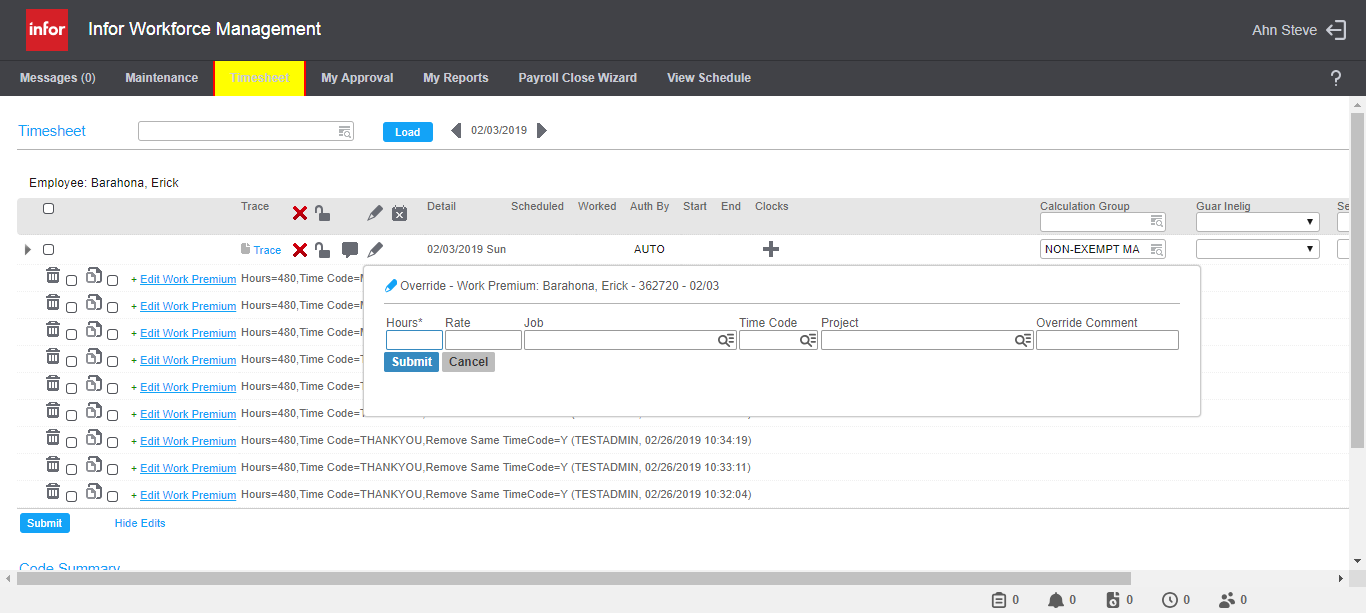 infor Infor Workforce Management Ahn Steve
Messages (0) Maintenance Timesheet My Approval My Reports Payroll Close Wizard View Schedule ?
Timesheet Load 02/03/2019
Employee: Barahona, Erick
Trace Detail Scheduled Worked Auth By Start End Clocks Calculation Group Guar Inelig Se
Trace 02/03/2019 Sun AUTO NON-EXEMPT MA
+ Edit Work Premium Hours=480,Time Code=
Override - Work Premium: Barahona, Erick - 362720 - 02/03
+ Edit Work Premium Hours=480,Time Code=
Hours* Rate Job Time Code Project Override Comment
+ Edit Work Premium Hours=480,Time Code=
+ Edit Work Premium Hours=480,Time Code=
Submit Cancel
+ Edit Work Premium Hours=480,Time Code=
+ Edit Work Premium Hours=480,Time Code=
+ Edit Work Premium Hours=480,Time Code=THANKYOU,Remove Same TimeCode=Y (TESTADMIN, 02/26/2019 10:34:19)
+ Edit Work Premium Hours=480,Time Code=THANKYOU,Remove Same TimeCode=Y (TESTADMIN, 02/26/2019 10:33:11)
+ Edit Work Premium Hours=480,Time Code=THANKYOU,Remove Same TimeCode=Y (TESTADMIN, 02/26/2019 10:32:04)
Submit Hide Edits
Code Summary
0 0 0 0 0